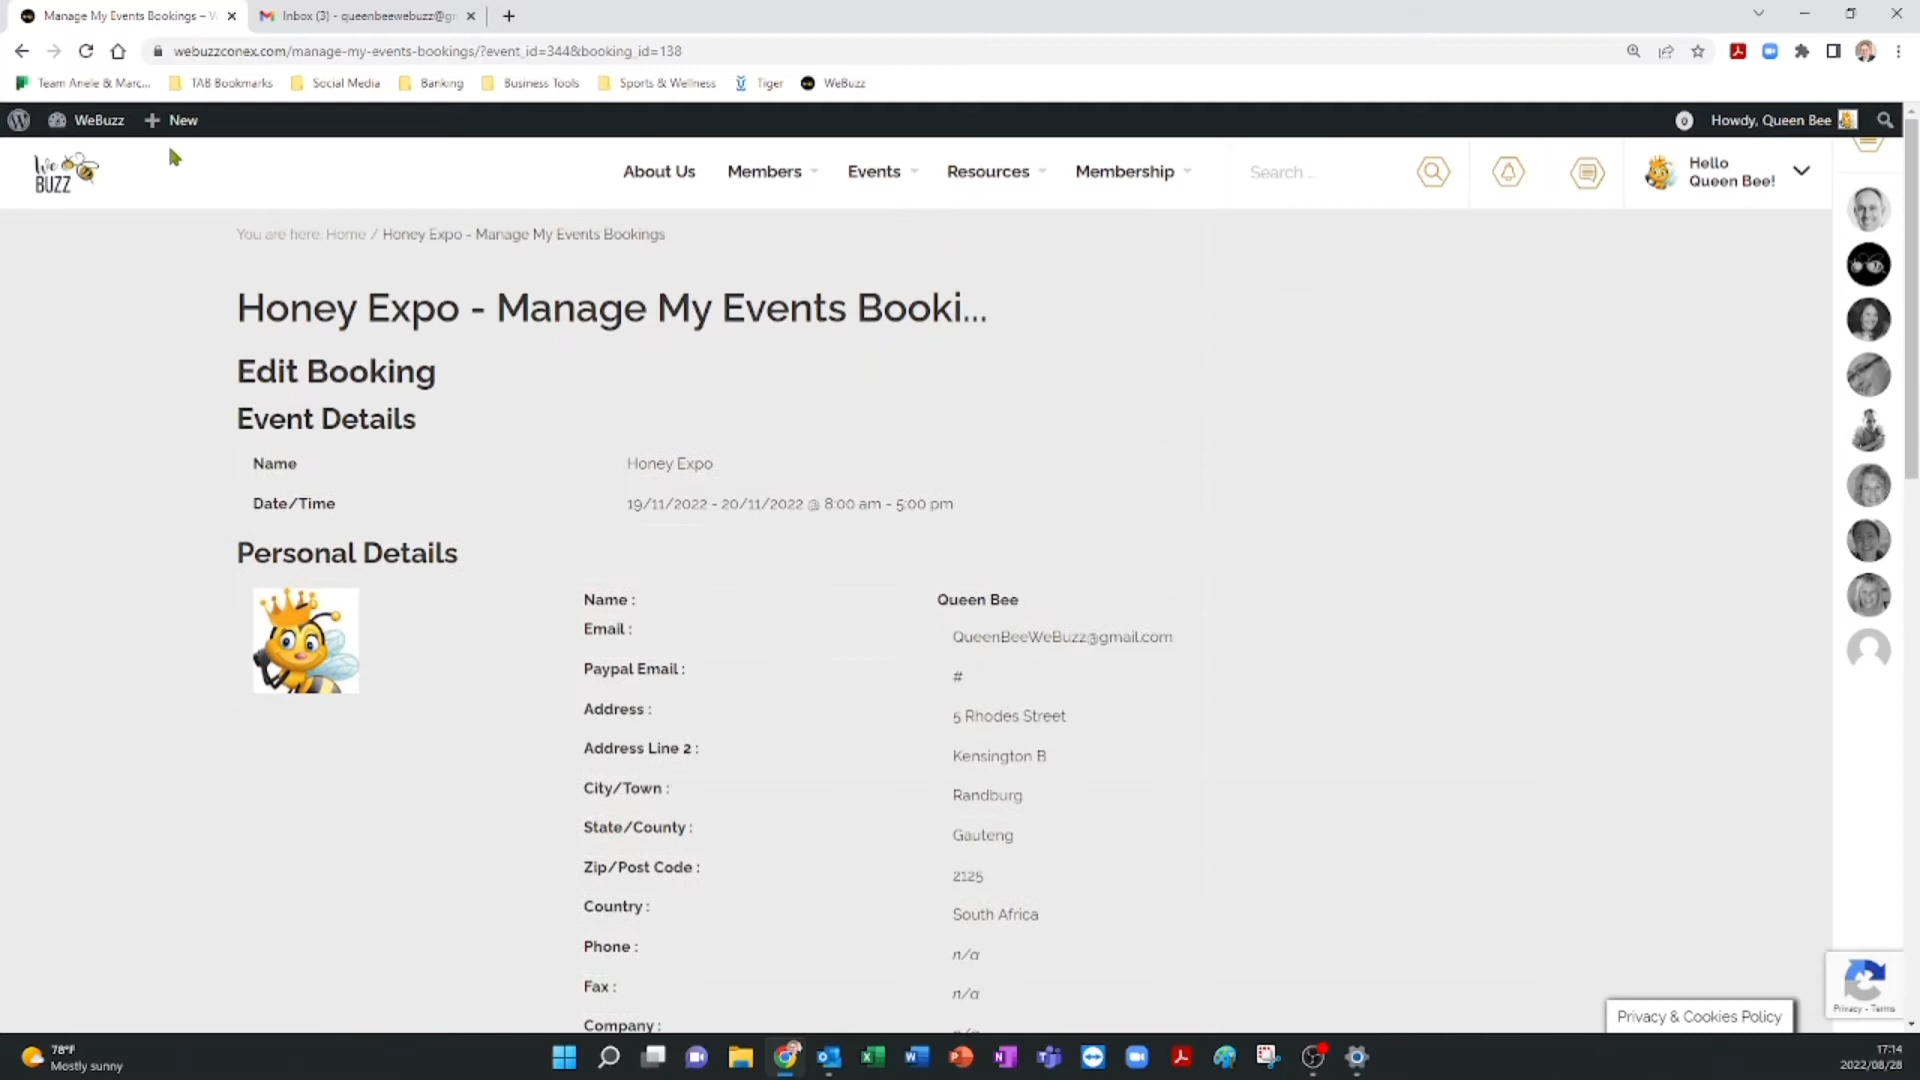 Manage My Events Bookings – W
Inbox (3) - queenbeewebuzz@gm
webuzzconex.com/manage-my-events-bookings/?event_id=344&booking_id=138
Team Anele & Marc... TAB Bookmarks Social Media Banking Business Tools Sports & Wellness Tiger WeBuzz
WeBuzz New 0 Howdy, Queen Bee
We BUZZ
About Us Members Events Resources Membership Search ... Hello Queen Bee!
You are here: Home / Honey Expo - Manage My Events Bookings
Honey Expo - Manage My Events Booki...
Edit Booking
Event Details
Name Honey Expo
Date/Time 19/11/2022 - 20/11/2022 @ 8:00 am - 5:00 pm
Personal Details
Name : Queen Bee
Email : QueenBeeWeBuzz@gmail.com
Paypal Email : #
Address : 5 Rhodes Street
Address Line 2 : Kensington B
City/Town : Randburg
State/County : Gauteng
Zip/Post Code : 2125
Country : South Africa
Phone : n/a
Fax : n/a
Company : n/a
Privacy - Terms
Privacy & Cookies Policy
78°F
Mostly sunny
17:14
2022/08/28